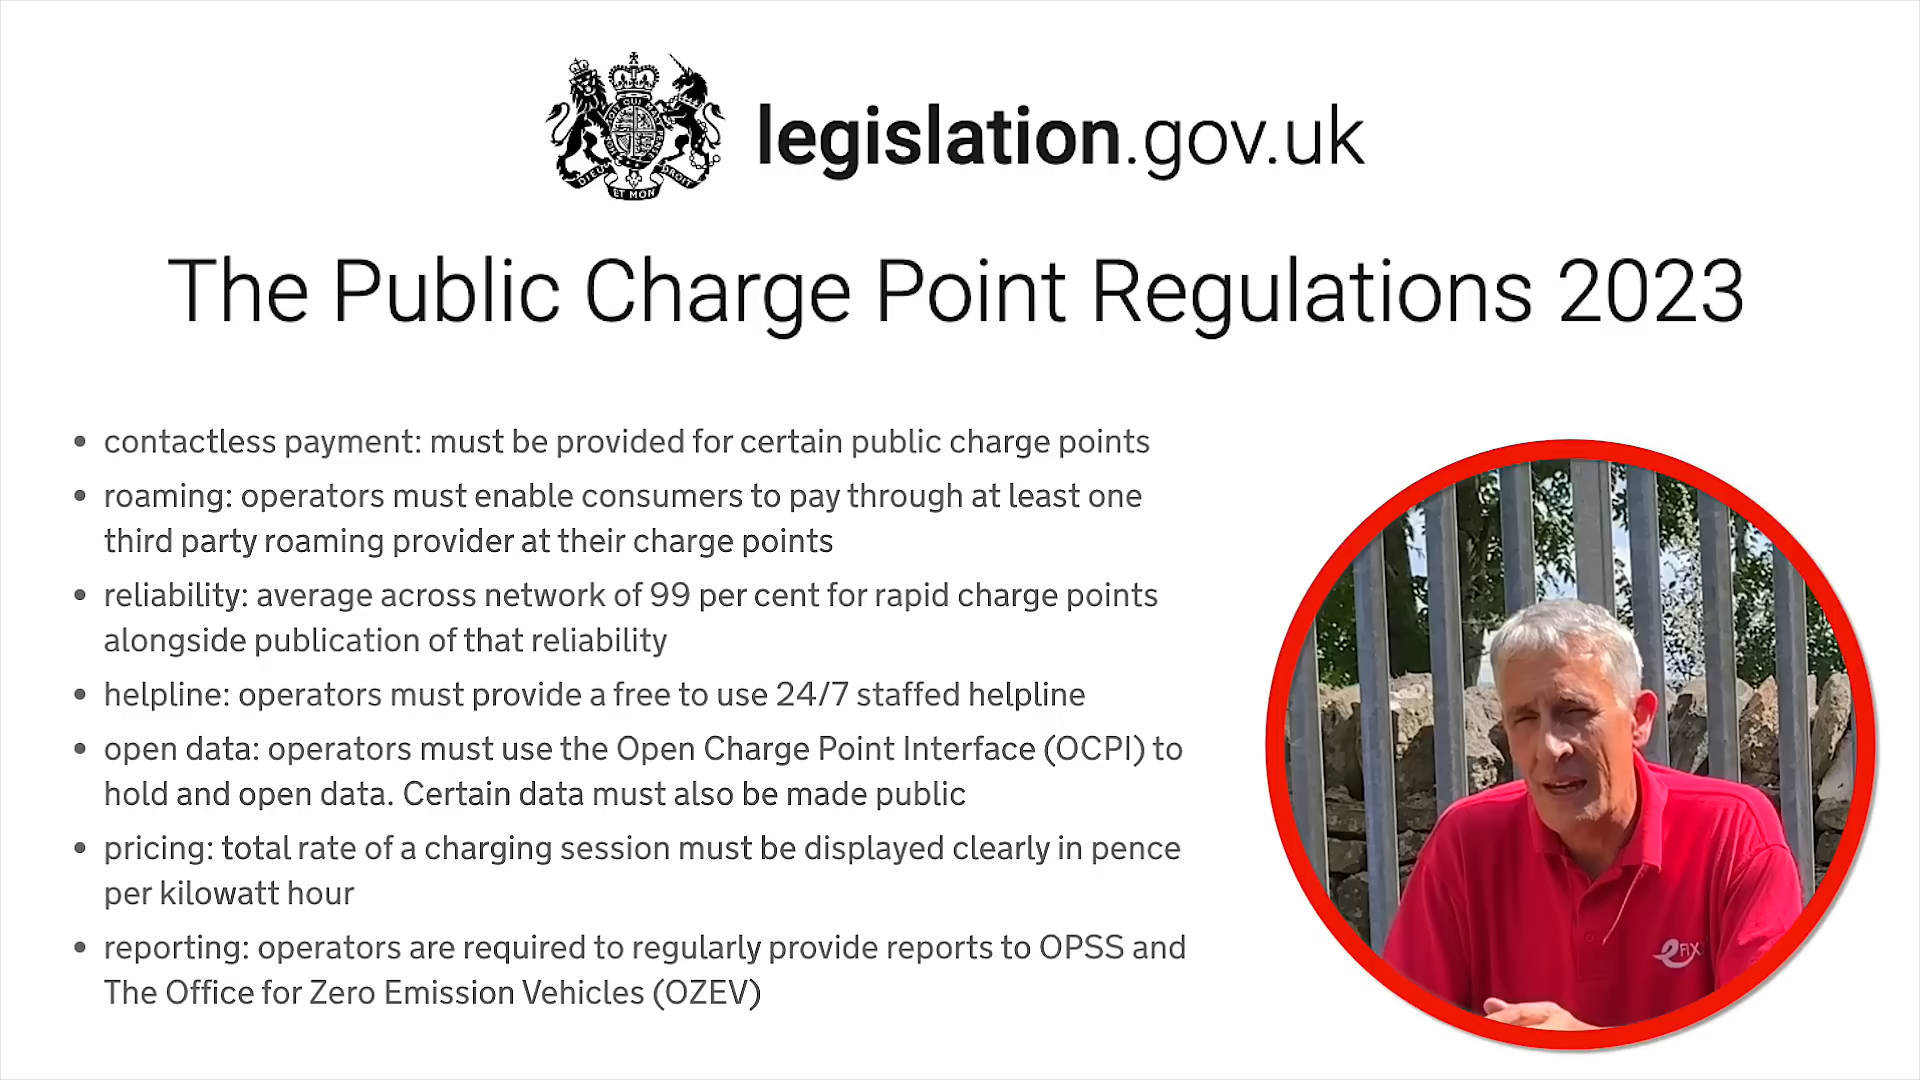 legislation.gov.uk
The Public Charge Point Regulations 2023
• contactless payment: must be provided for certain public charge points
• roaming: operators must enable consumers to pay through at least one
third party roaming provider at their charge points
• reliability: average across network of 99 per cent for rapid charge points
alongside publication of that reliability
• helpline: operators must provide a free to use 24/7 staffed helpline
• open data: operators must use the Open Charge Point Interface (OCPI) to
hold and open data. Certain data must also be made public
• pricing: total rate of a charging session must be displayed clearly in pence
per kilowatt hour
• reporting: operators are required to regularly provide reports to OPSS and
The Office for Zero Emission Vehicles (OZEV)
DIEU
ET MON
DROIT
e FIX